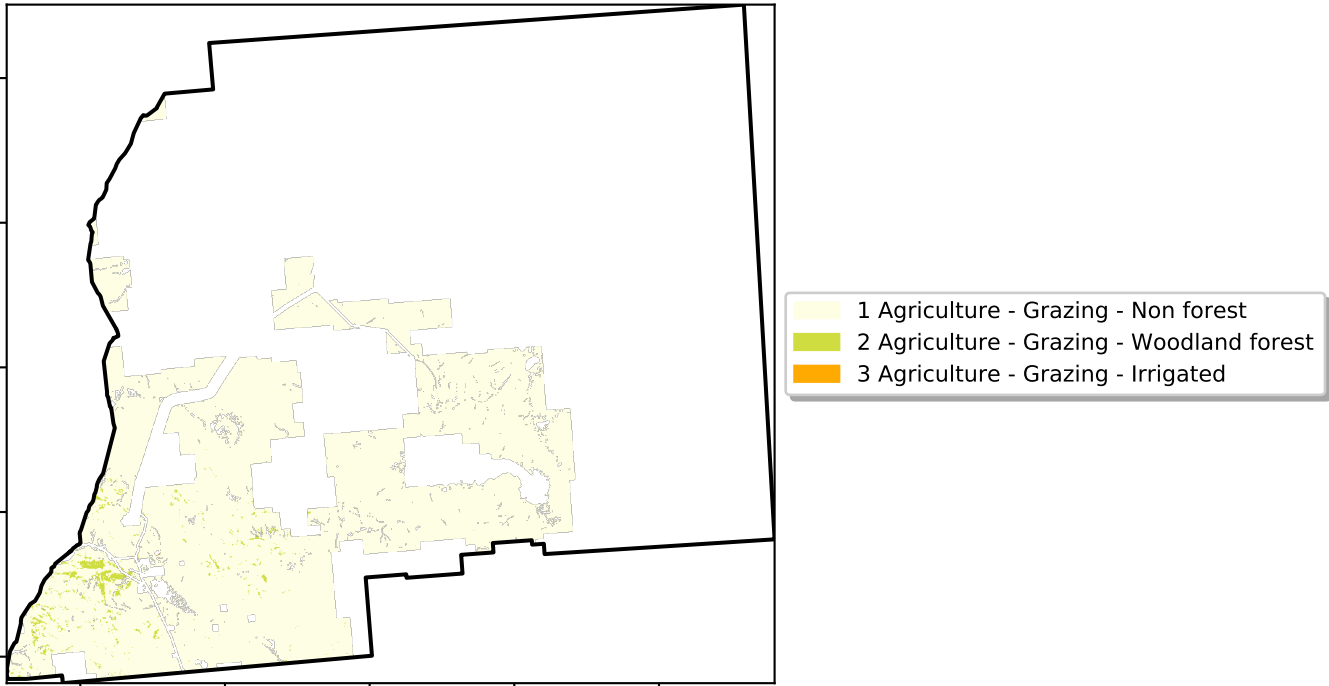 1 Agriculture - Grazing - Non forest
2 Agriculture - Grazing - Woodland forest
3 Agriculture - Grazing - Irrigated